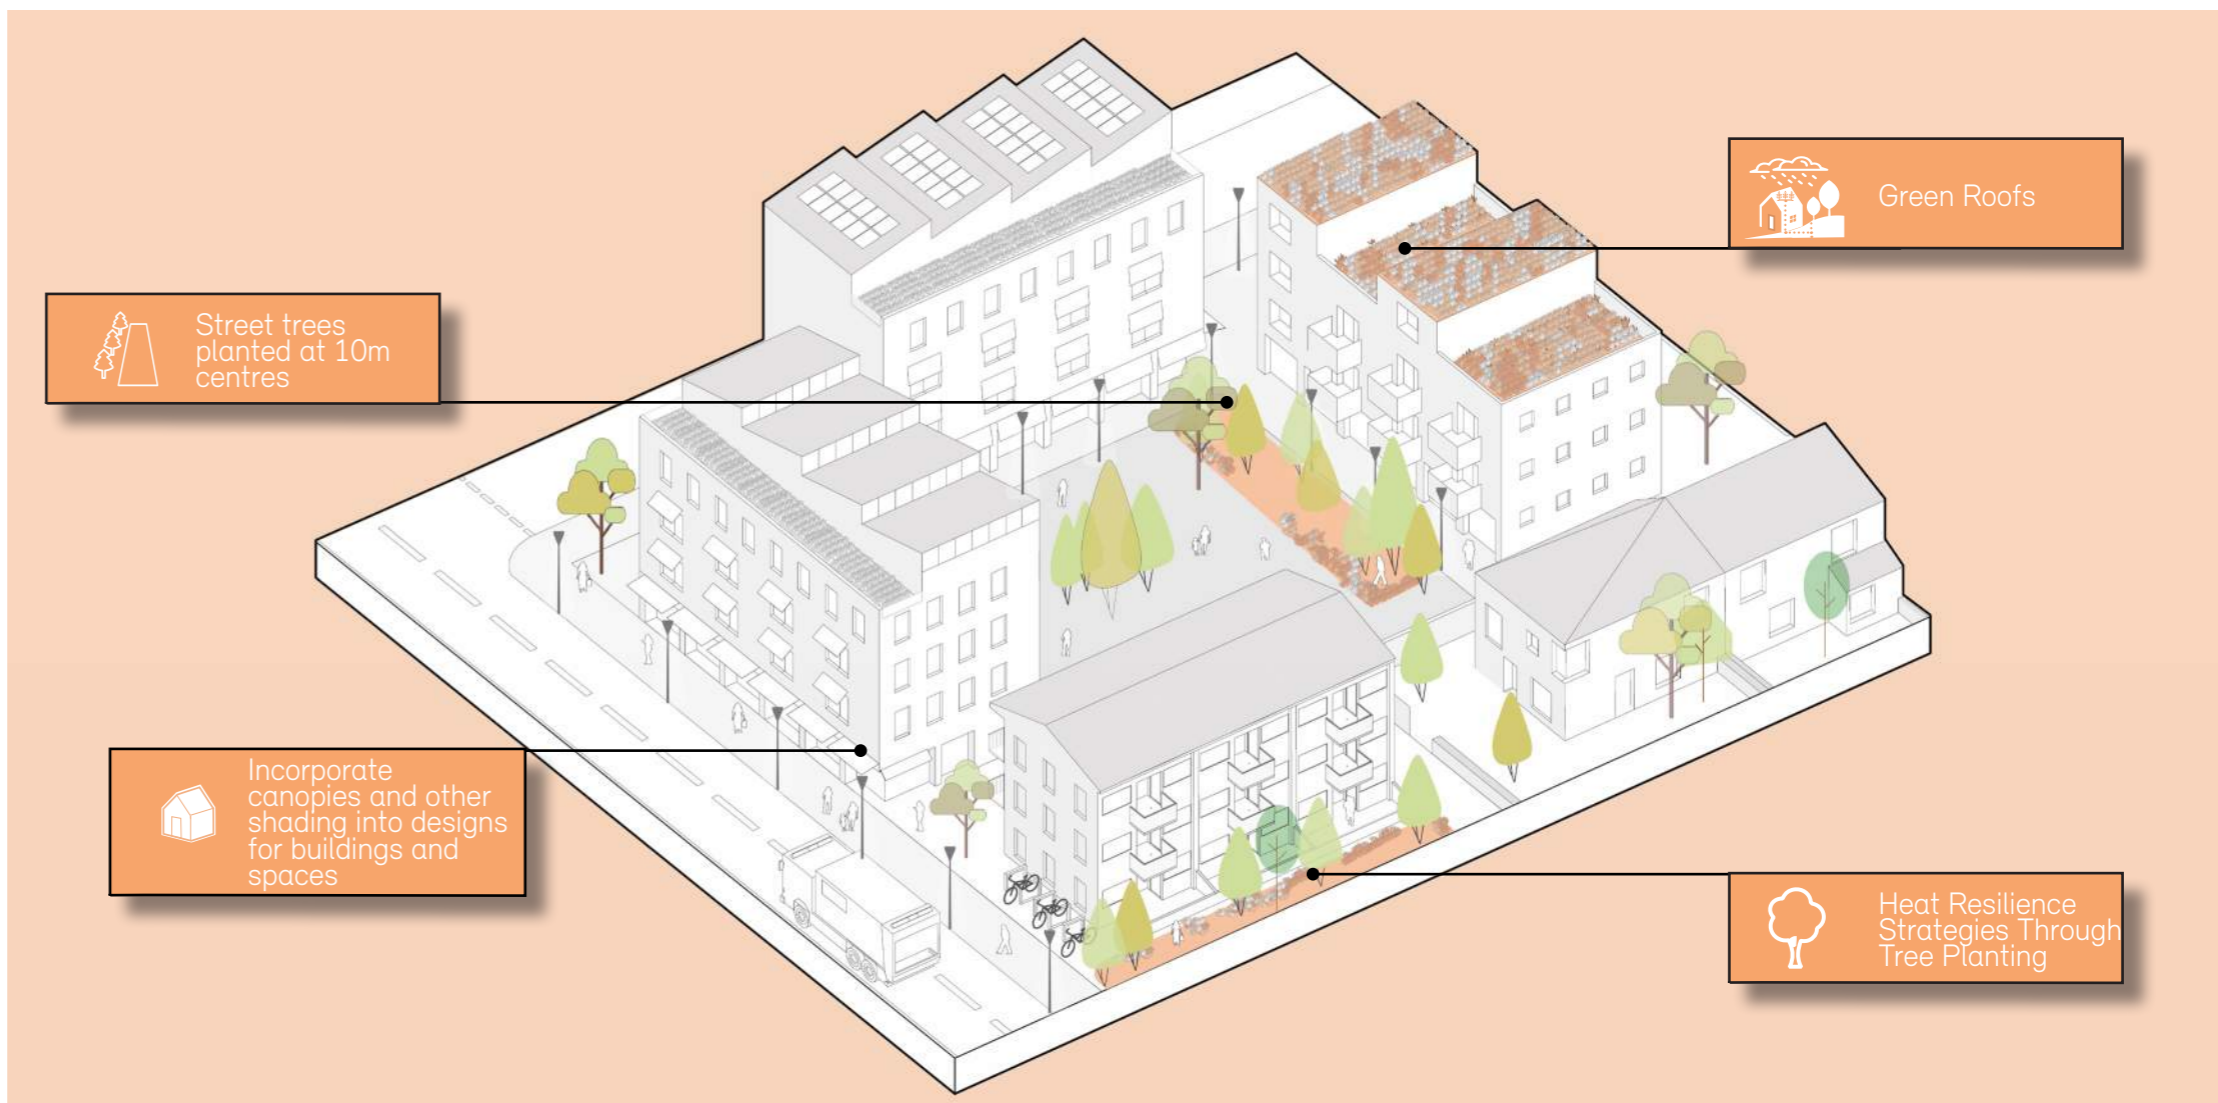 Green Roofs
Street trees
planted at 10m
centres
Incorporate
canopies and other
shading into designs
for buildings and
spaces
Heat Resilience
Strategies Through
Tree Planting